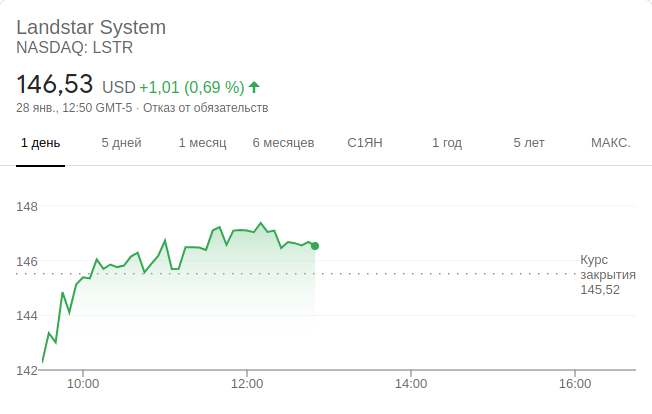 Landstar System
NASDAQ: LSTR
146,53 USD +1,01 (0,69 %)
28 янв., 12:50 GMT-5 · Отказ от обязательств
1 день 5 дней 1 месяц 6 месяцев С1ЯН 1 год 5 лет МАКС.
148
146
Курс
закрытия
145,52
144
142
10:00 12:00 14:00 16:00